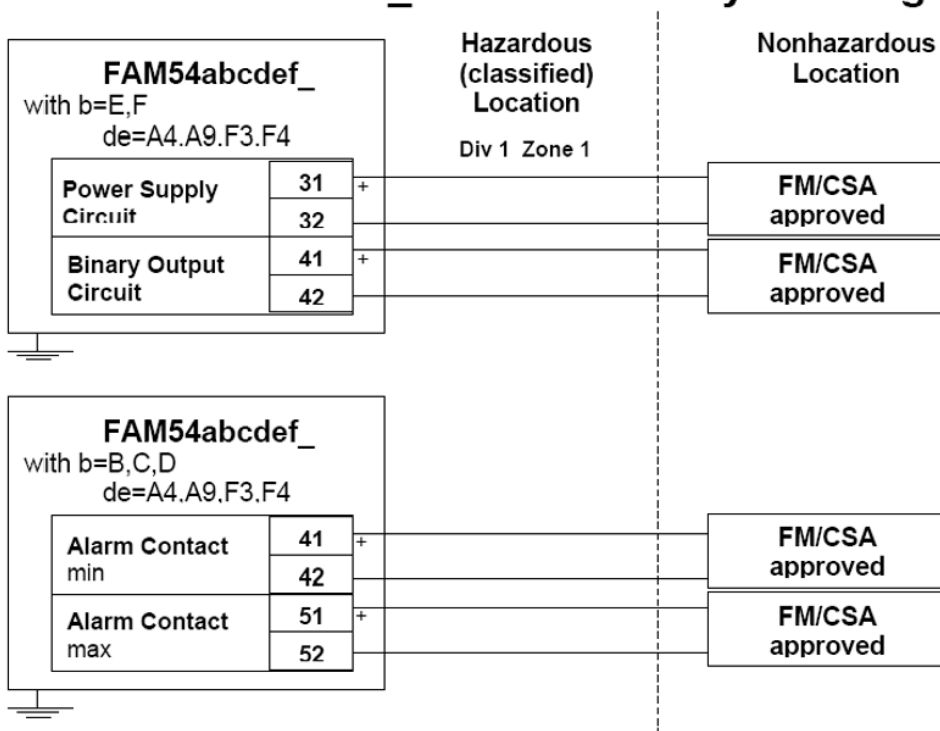 Hazardous
(classified)
Location
Div 1 Zone 1
Nonhazardous
Location
FAM54abcdef_
with b=E,F
de=A4.A9.F3.F4
Power Supply
Circuit
31
+
32
Binary Output
Circuit
41
+
42
FM/CSA
approved
FM/CSA
approved
FAM54abcdef_
with b=B,C,D
de=A4,A9,F3,F4
Alarm Contact
min
41
+
42
Alarm Contact
max
51
+
52
FM/CSA
approved
FM/CSA
approved